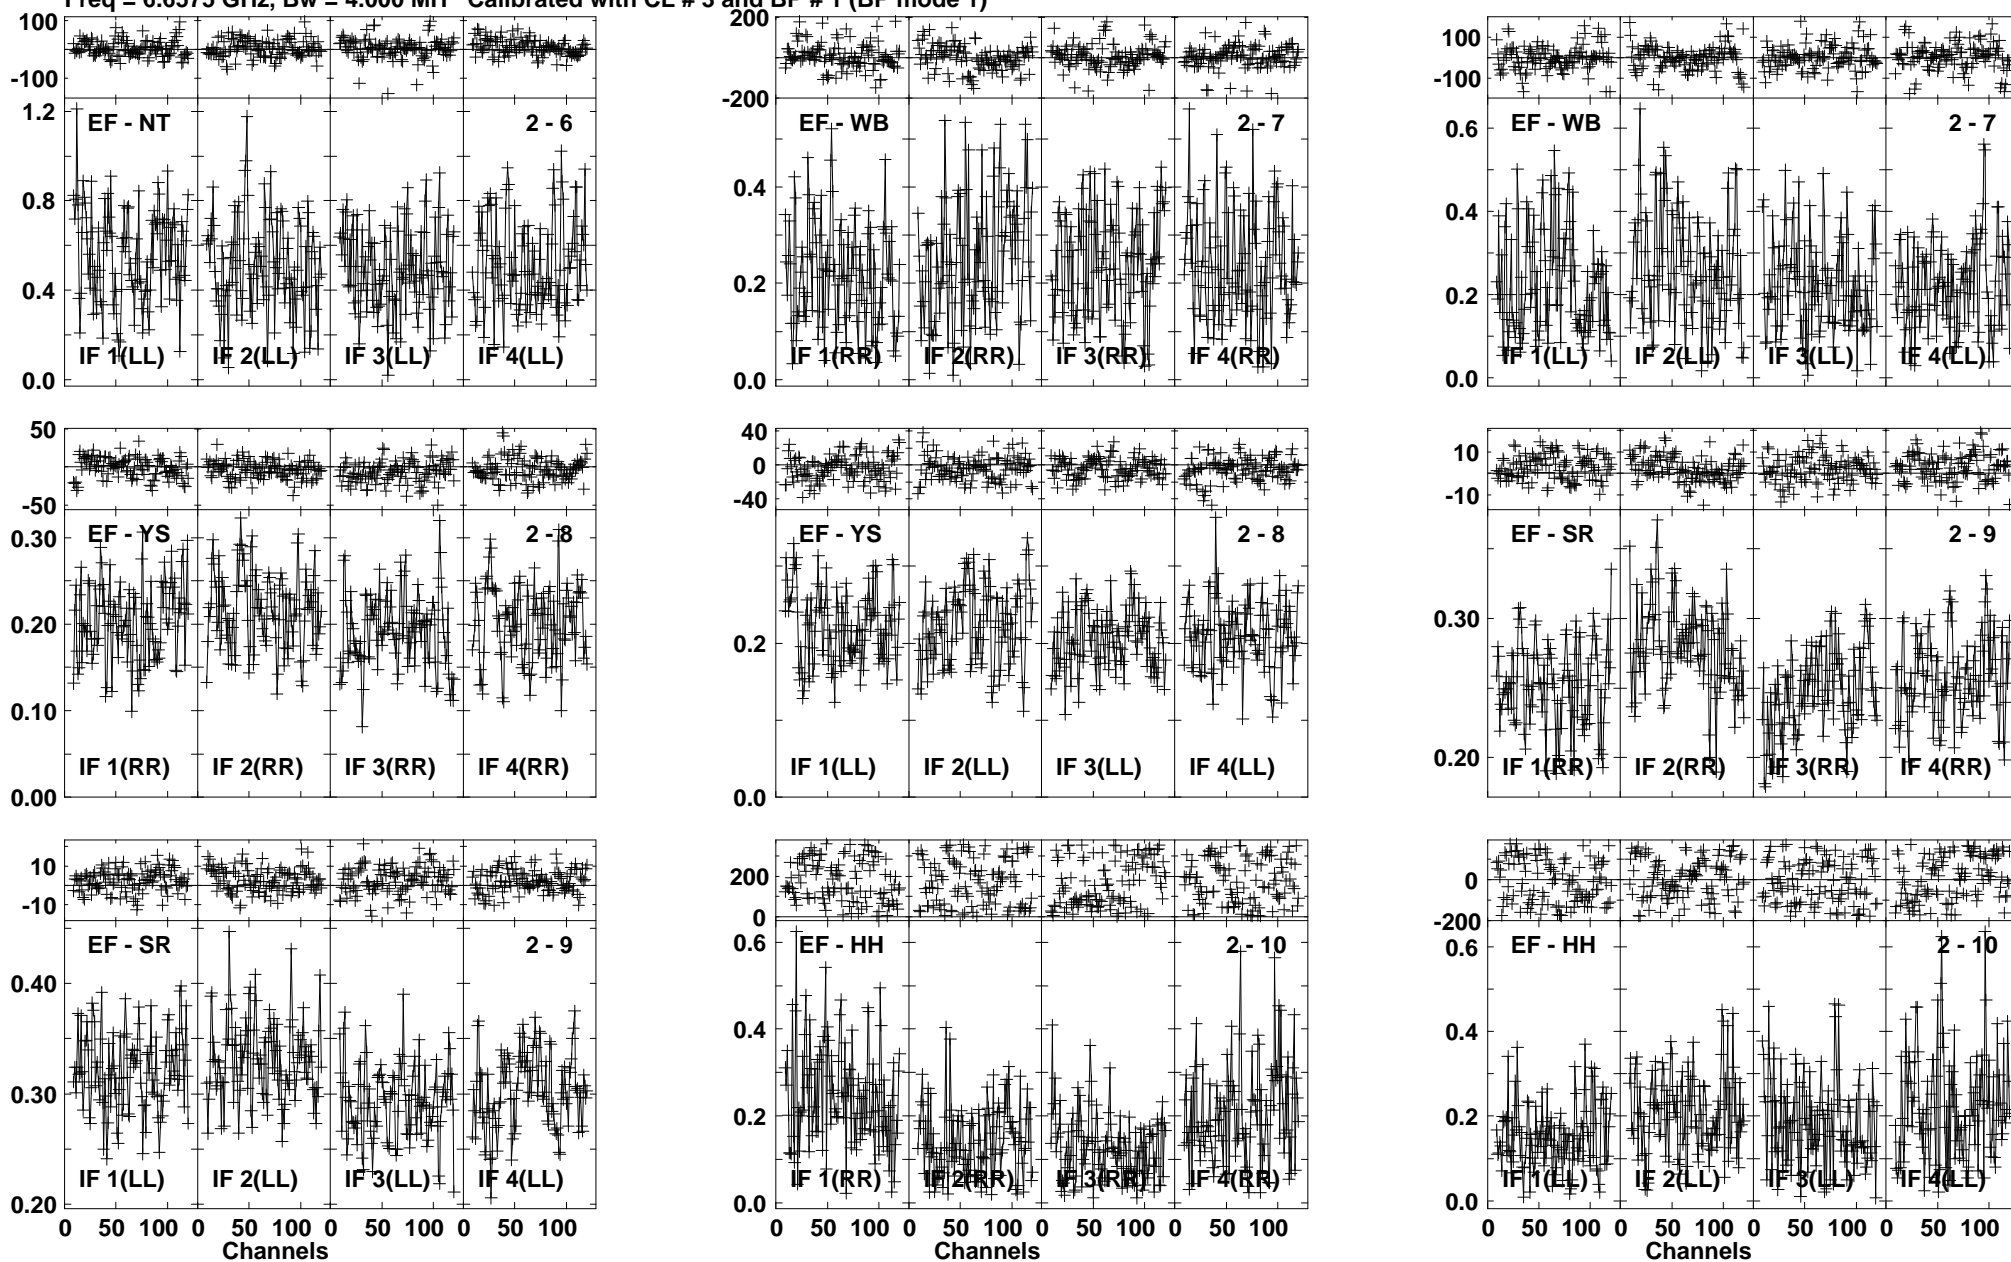 Freq = 6.6575 GHz, Bw = 4.000 MH Calibrated with CL # 3 and BP # 1 (BP mode 1)
100
-100
200
-200
100
-100
1.2
0.8
0.4
0.0
EF - NT 2 - 6
IF 1(LL) IF 2(LL) IF 3(LL) IF 4(LL)
0.4
0.2
0.0
EF - WB 2 - 7
IF 1(RR) IF 2(RR) IF 3(RR) IF 4(RR)
0.6
0.4
0.2
0.0
EF - WB 2 - 7
IF 1(LL) IF 2(LL) IF 3(LL) IF 4(LL)
50
-50
40
0
-40
10
-10
0.30
0.20
0.10
0.00
EF - YS 2 - 8
IF 1(RR) IF 2(RR) IF 3(RR) IF 4(RR)
0.2
0.0
EF - YS 2 - 8
IF 1(LL) IF 2(LL) IF 3(LL) IF 4(LL)
0.30
0.20
EF - SR 2 - 9
IF 1(RR) IF 2(RR) IF 3(RR) IF 4(RR)
10
-10
200
0
0
-200
0.40
0.30
0.20
EF - SR 2 - 9
IF 1(LL) IF 2(LL) IF 3(LL) IF 4(LL)
0.6
0.4
0.2
0.0
EF - HH 2 - 10
IF 1(RR) IF 2(RR) IF 3(RR) IF 4(RR)
0.6
0.4
0.2
0.0
EF - HH 2 - 10
IF 1(LL) IF 2(LL) IF 3(LL) IF 4(LL)
0 50 100 0 50 100 0 50 100 0 50 100
Channels
0 50 100 0 50 100 0 50 100 0 50 100
Channels
0 50 100 0 50 100 0 50 100 0 50 100
Channels